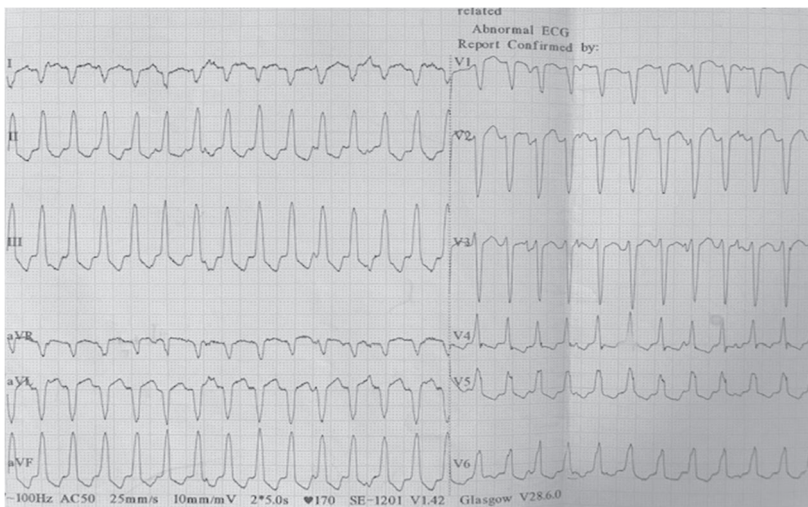 related
Abnormal ECG
Report Confirmed by:
I
V1
II
V2
III
V3
aVR
V4
aVL
V5
aVF
V6
~100Hz AC50 25mm/s 10mm/mV 2*5.0s ♥170 SE-1201 V1.42 Glasgow V28.6.0